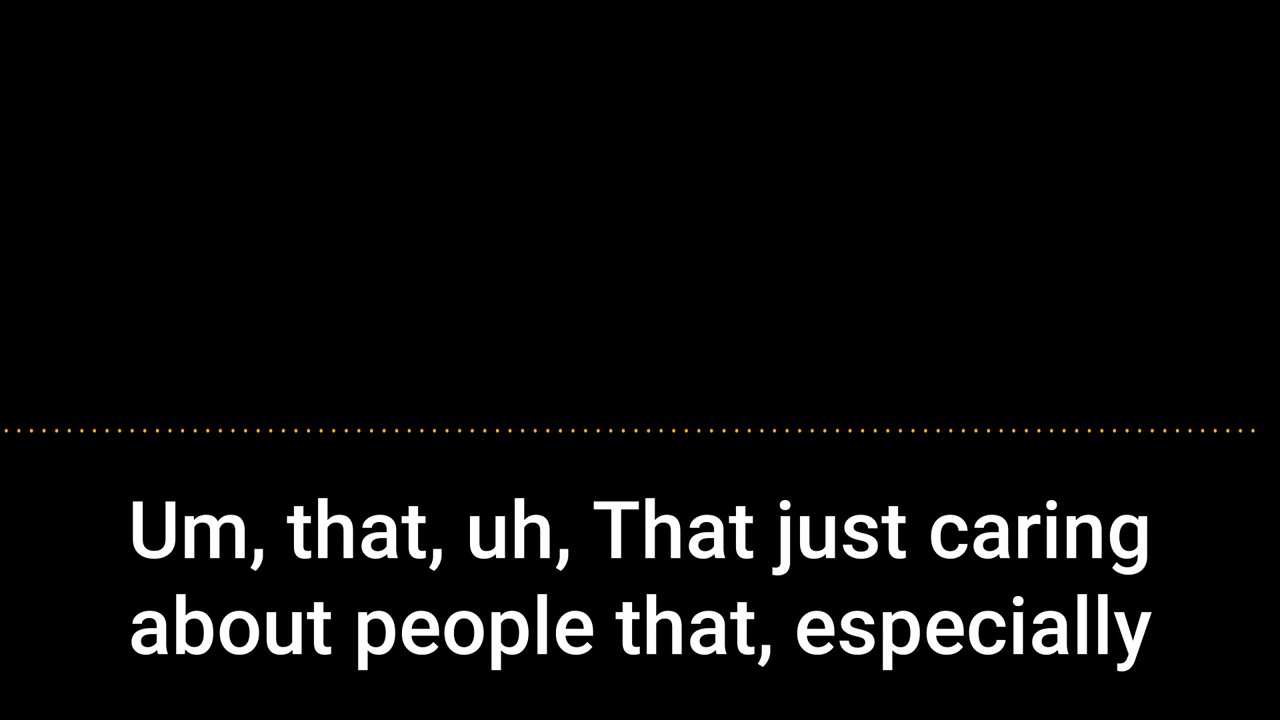 Um, that, uh, That just caring
about people that, especially